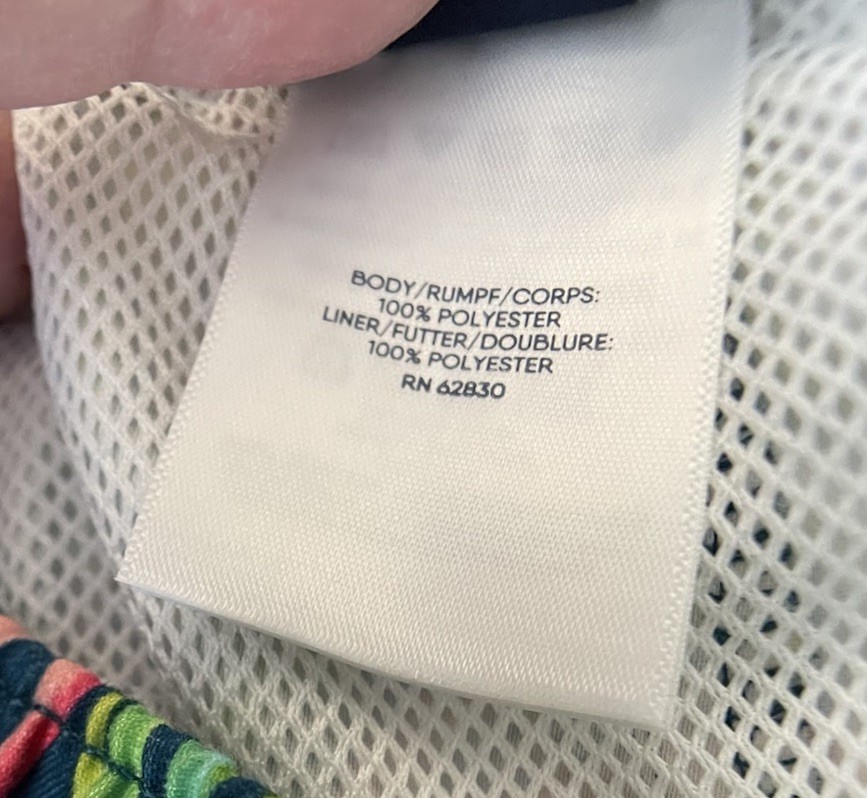 BODY/RUMPF/CORPS:
100% POLYESTER
LINER/FUTTER/DOUBLURE:
100% POLYESTER
RN 62830